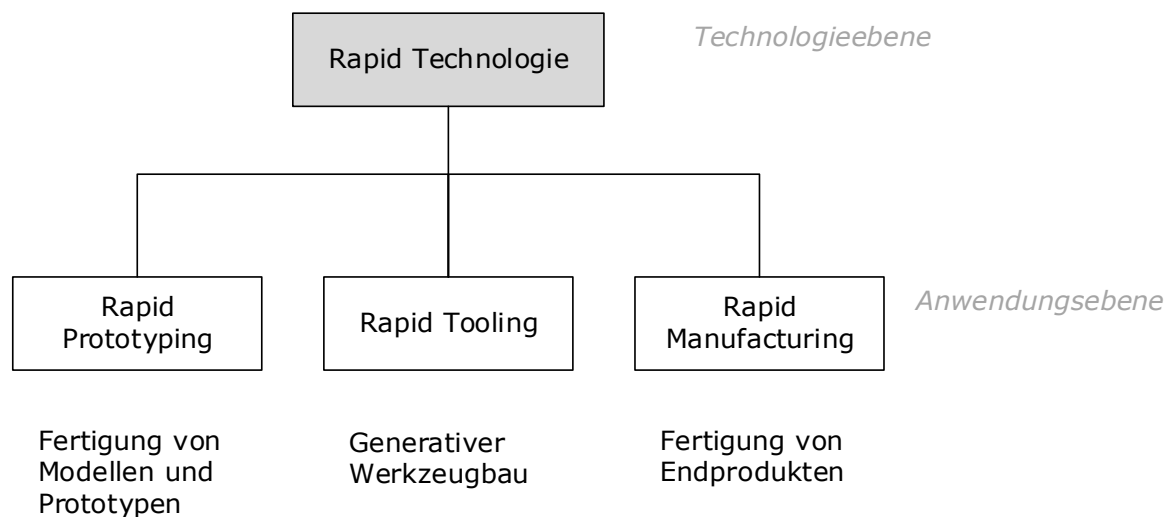 Rapid Technologie
Technologieebene
Rapid
Prototyping
Rapid Tooling
Rapid
Manufacturing
Anwendungsebene
Fertigung von
Modellen und
Prototypen
Generativer
Werkzeugbau
Fertigung von
Endprodukten